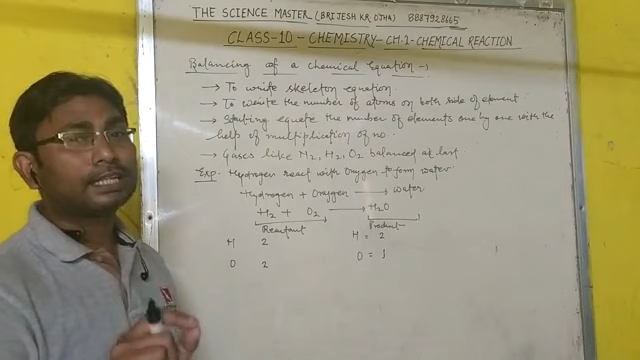 THE SCIENCE MASTER (BRIJESH KR. OJHA) 8887928665
CLASS-10 - CHEMISTRY - CH-1 - CHEMICAL REACTION
Balancing of a chemical Equation -
→ To write skeleton equation.
→ To write the number of atoms on both side of element
→ Starting equate the number of elements one by one with the
help of multiplication of no.
→ Gases like N2, H2, O2 balanced at last
Exp. Hydrogen react with Oxygen to form water
Hydrogen + Oxygen → water
H2 + O2 → H2O
Reactant Product
H 2 H = 2
O 2 O = 1